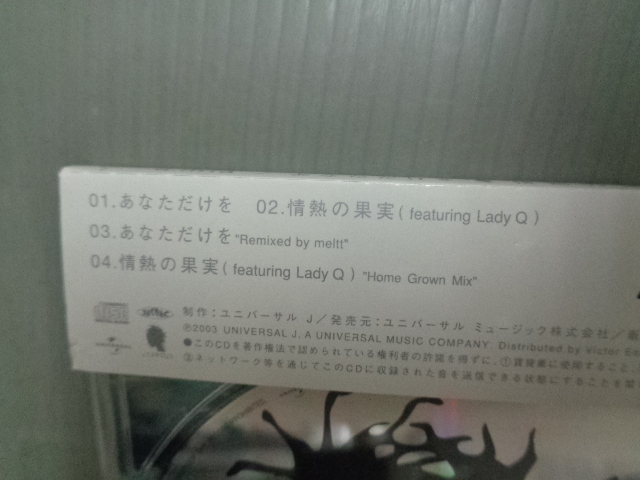 01.あなただけを 02.情熱の果実(featuring Lady Q)
03.あなただけを"Remixed by meltt"
04.情熱の果実(featuring Lady Q) "Home Grown Mix"
制作:ユニバーサル J/発売元:ユニバーサル ミュージック株式会社/
℗2003 UNIVERSAL J, A UNIVERSAL MUSIC COMPANY. Distributed by Victor
●このCDを著作権法で認められている権利者の許諾を得ずに、①賃貸業に使用すること、
③ネットワーク等を通じてこのCDに収録された音を送信できる状態にすることを